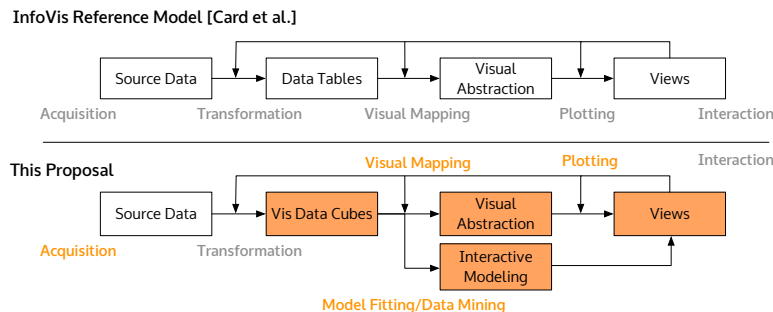 InfoVis Reference Model [Card et al.]
Source Data
Data Tables
Visual
Abstraction
Views
Acquisition
Transformation
Visual Mapping
Plotting
Interaction
This Proposal
Visual Mapping
Plotting
Interaction
Source Data
Vis Data Cubes
Visual
Abstraction
Views
Acquisition
Transformation
Interactive
Modeling
Model Fitting/Data Mining